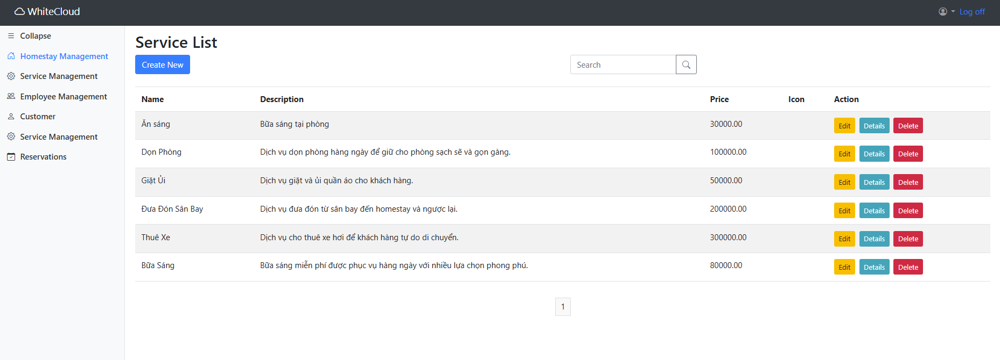 WhiteCloud
Log off
Collapse
Homestay Management
Service Management
Employee Management
Customer
Service Management
Reservations
Service List
Create New
Search
Name Description Price Icon Action
Ăn sáng Bữa sáng tại phòng 30000.00 Edit Details Delete
Dọn Phòng Dịch vụ dọn phòng hàng ngày để giữ cho phòng sạch sẽ và gọn gàng. 100000.00 Edit Details Delete
Giặt Ủi Dịch vụ giặt và ủi quần áo cho khách hàng. 50000.00 Edit Details Delete
Đưa Đón Sân Bay Dịch vụ đưa đón từ sân bay đến homestay và ngược lại. 200000.00 Edit Details Delete
Thuê Xe Dịch vụ cho thuê xe hơi để khách hàng tự do di chuyển. 300000.00 Edit Details Delete
Bữa Sáng Bữa sáng miễn phí được phục vụ hàng ngày với nhiều lựa chọn phong phú. 80000.00 Edit Details Delete
1